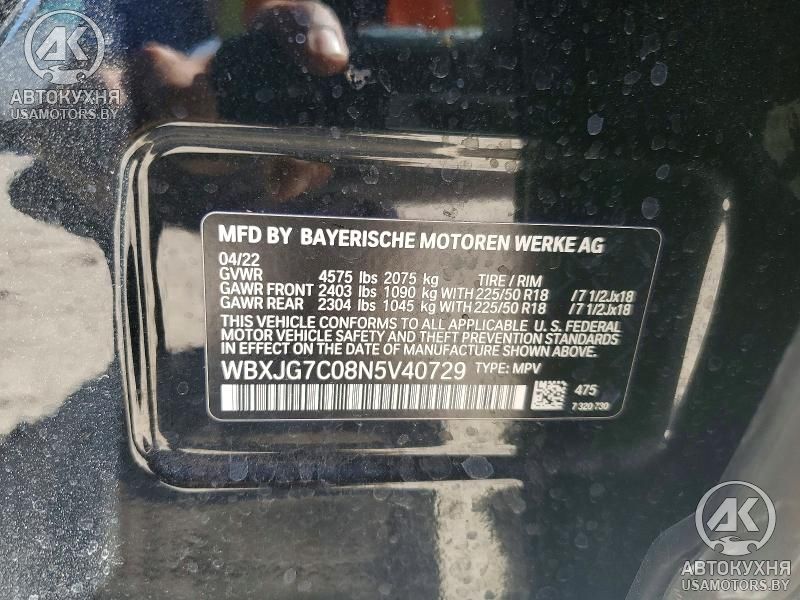 АК
АВТОКУХНЯ
USAMOTORS.BY
MFD BY BAYERISCHE MOTOREN WERKE AG
04/22
GVWR 4575 lbs 2075 kg TIRE / RIM
GAWR FRONT 2403 lbs 1090 kg WITH 225/50 R18 /7 1/2Jx18
GAWR REAR 2304 lbs 1045 kg WITH 225/50 R18 /7 1/2Jx18
THIS VEHICLE CONFORMS TO ALL APPLICABLE U. S. FEDERAL
MOTOR VEHICLE SAFETY AND THEFT PREVENTION STANDARDS
IN EFFECT ON THE DATE OF MANUFACTURE SHOWN ABOVE.
WBXJG7C08N5V40729 TYPE: MPV
475
7 320 730
АК
АВТОКУХНЯ
USAMOTORS.BY